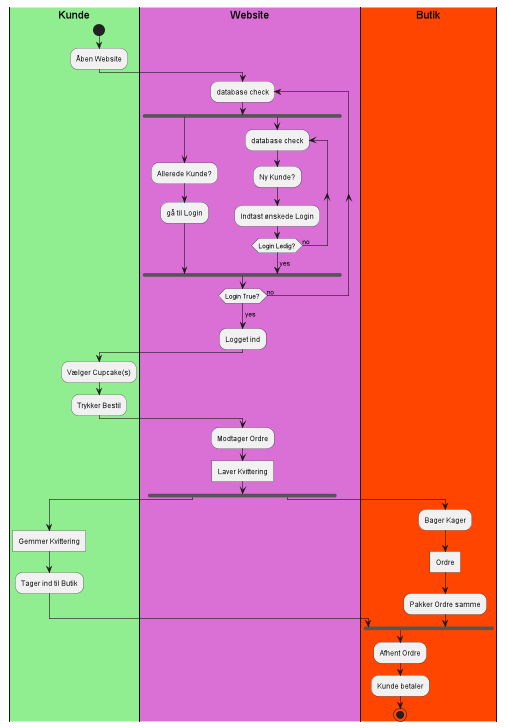 Kunde
Website
Butik
Åben Website
database check
database check
Allerede Kunde?
Ny Kunde?
gå til Login
Indtast ønskede Login
Login Ledig?
no
yes
Login True?
no
yes
Logget ind
Vælger Cupcake(s)
Trykker Bestil
Modtager Ordre
Laver Kvittering
Bager Kager
Gemmer Kvittering
Ordre
Tager ind til Butik
Pakker Ordre samme
Afhent Ordre
Kunde betaler